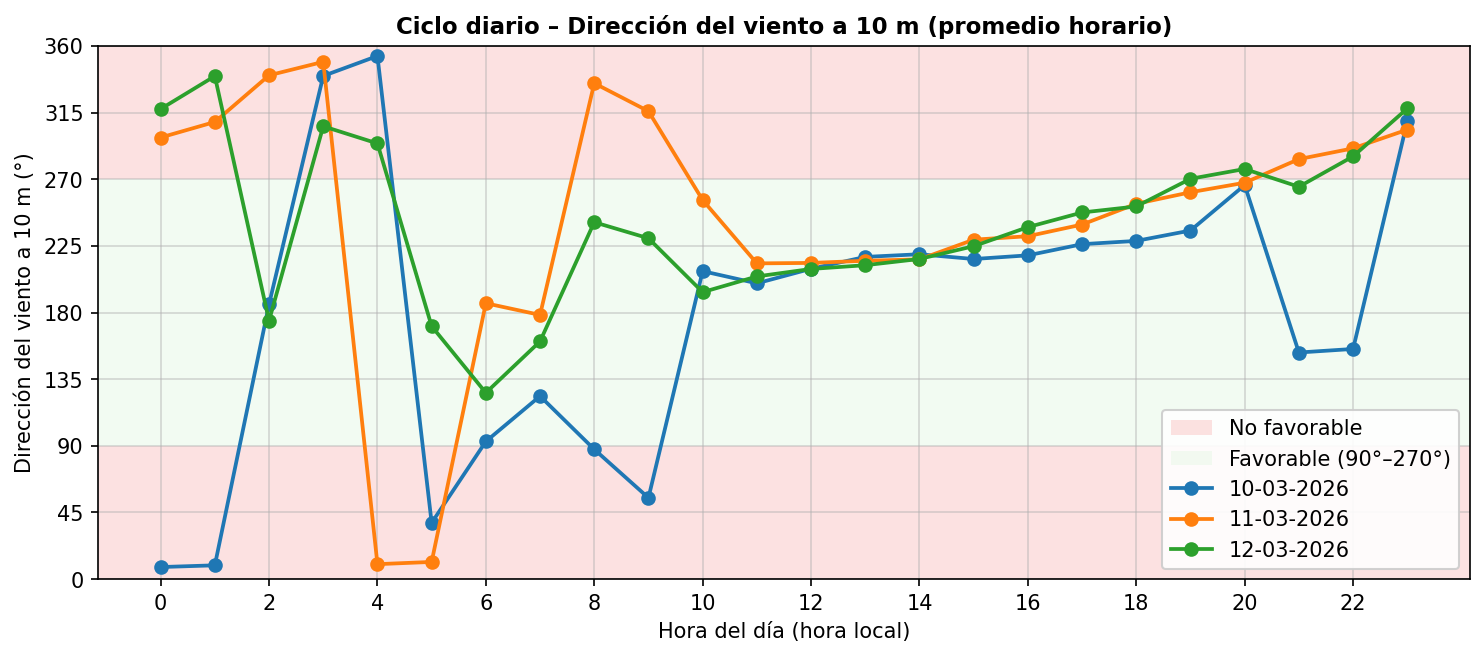 Ciclo diario – Dirección del viento a 10 m (promedio horario)
Dirección del viento a 10 m (°)
360
315
270
225
180
135
90
45
0
0 2 4 6 8 10 12 14 16 18 20 22
Hora del día (hora local)
No favorable
Favorable (90°–270°)
10-03-2026
11-03-2026
12-03-2026